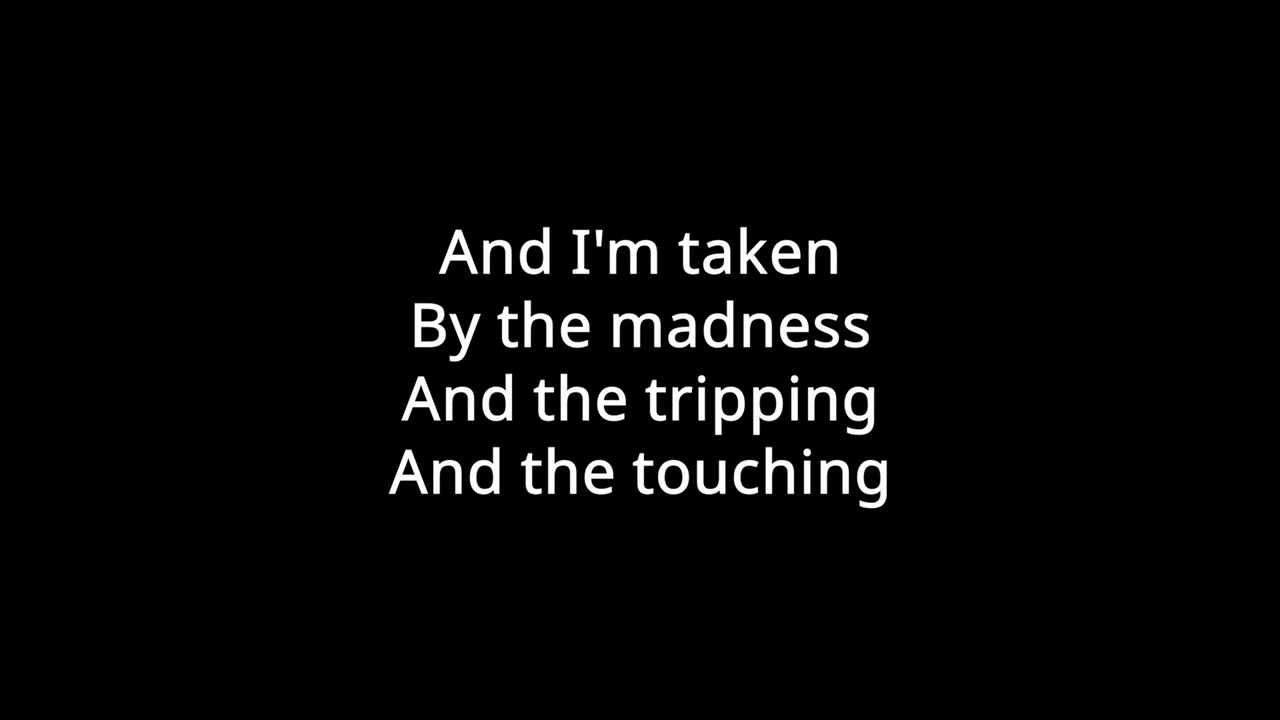 And I'm taken
By the madness
And the tripping
And the touching